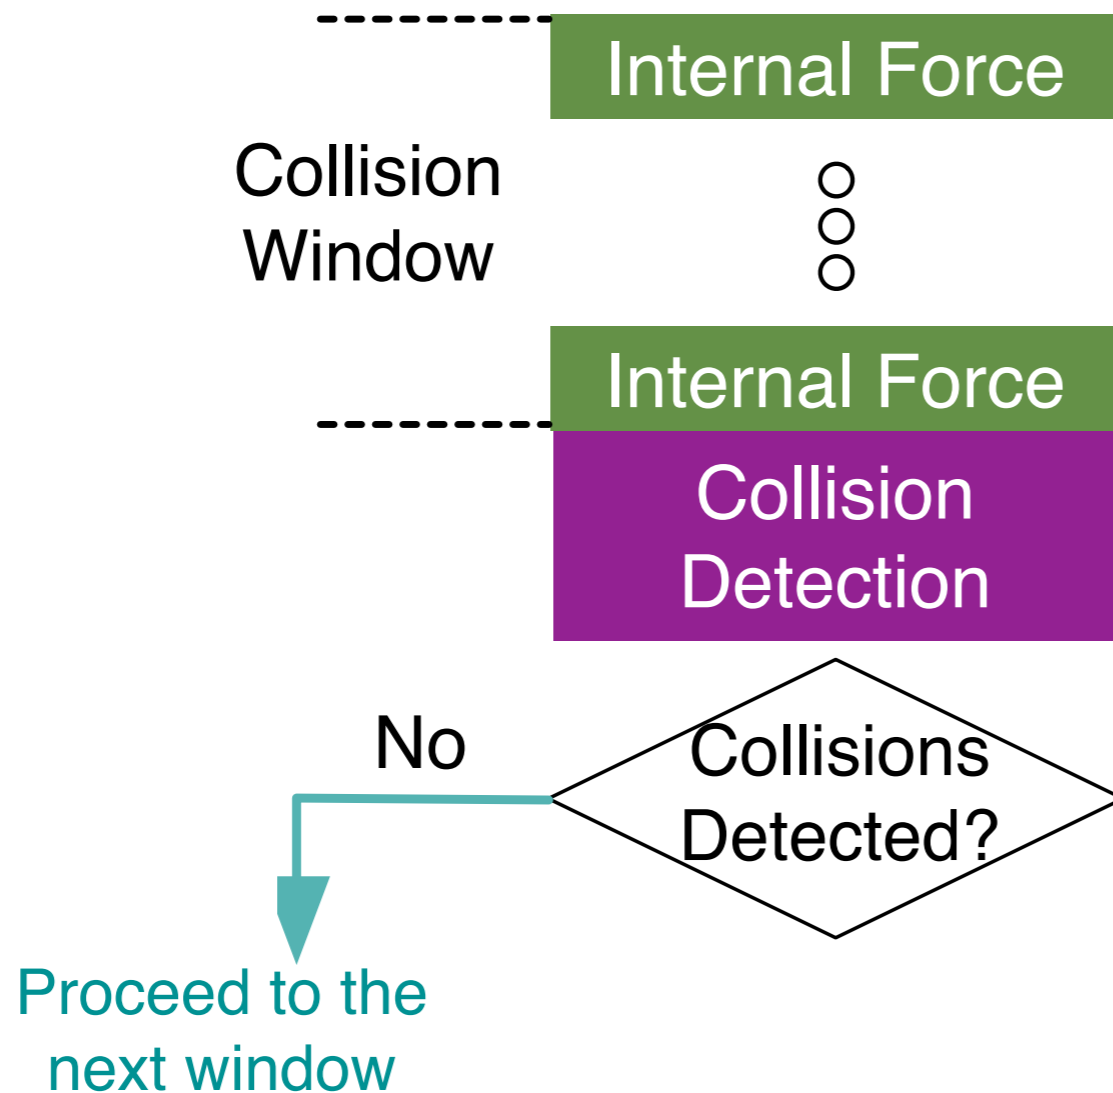 Internal Force
Collision
Window
Internal Force
Collision
Detection
No
Collisions
Detected?
Proceed to the
next window